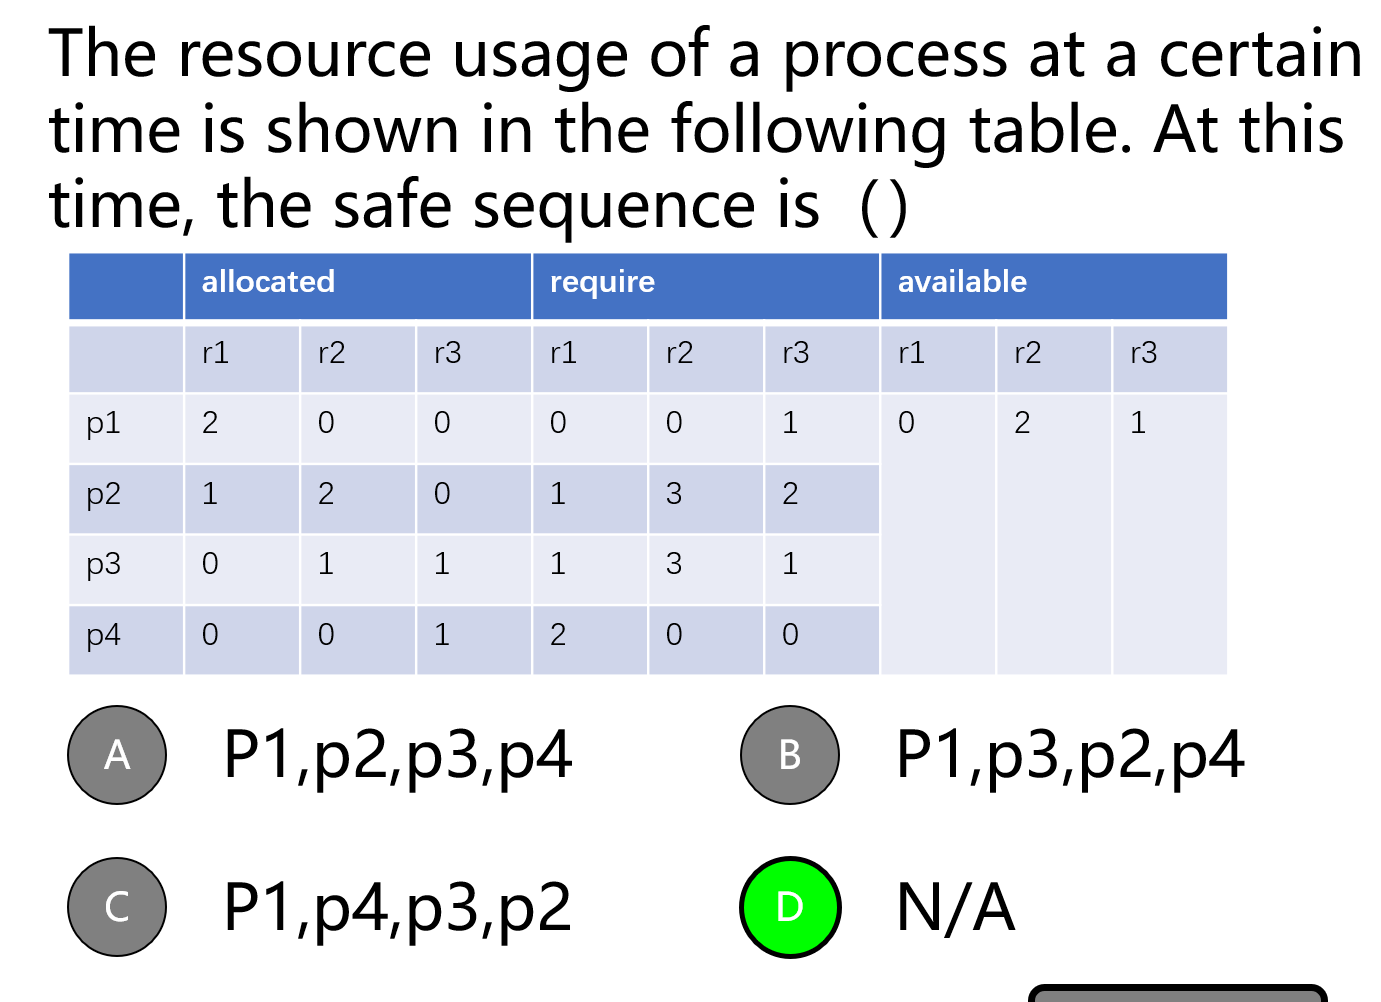 The resource usage of a process at a certain
time is shown in the following table. At this
time, the safe sequence is（）
allocated require available
r1 r2 r3 r1 r2 r3 r1 r2 r3
p1 2 0 0 0 0 1 0 2 1
p2 1 2 0 1 3 2
p3 0 1 1 1 3 1
p4 0 0 1 2 0 0
A P1,p2,p3,p4 B P1,p3,p2,p4
C P1,p4,p3,p2 D N/A